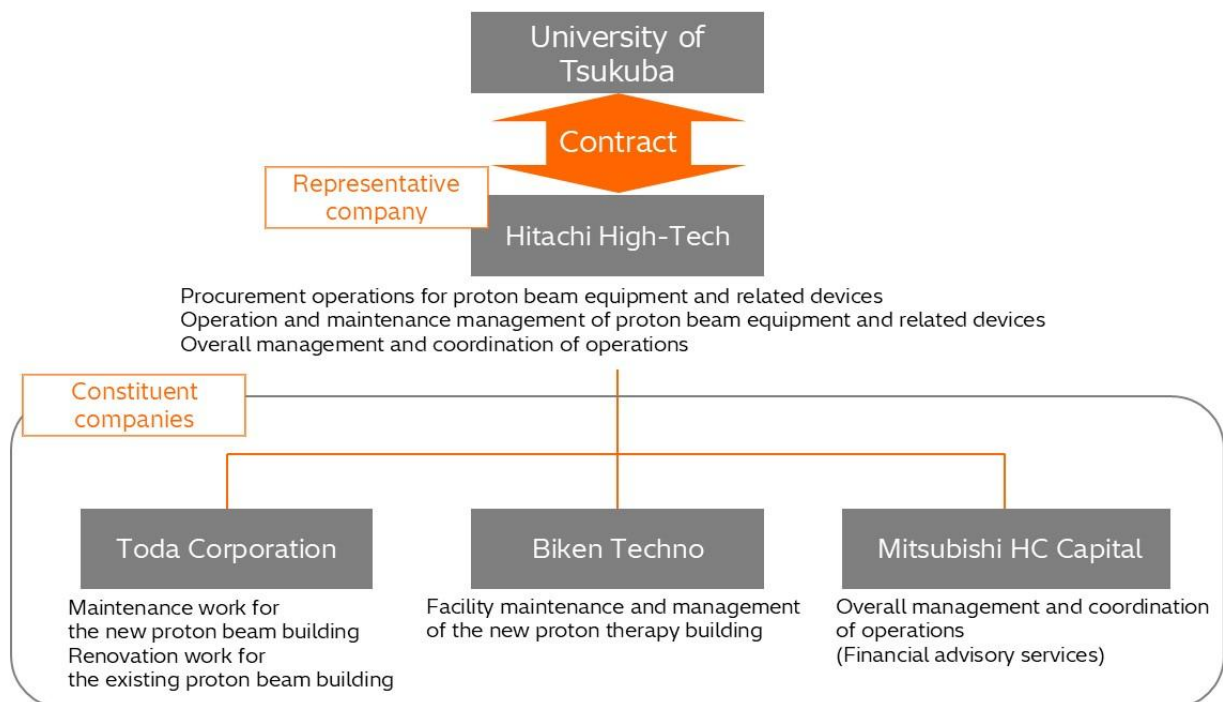 University of
Tsukuba
Contract
Representative
company
Hitachi High-Tech
Procurement operations for proton beam equipment and related devices
Operation and maintenance management of proton beam equipment and related devices
Overall management and coordination of operations
Constituent
companies
Toda Corporation
Maintenance work for
the new proton beam building
Renovation work for
the existing proton beam building
Biken Techno
Facility maintenance and management
of the new proton therapy building
Mitsubishi HC Capital
Overall management and coordination
of operations
(Financial advisory services)